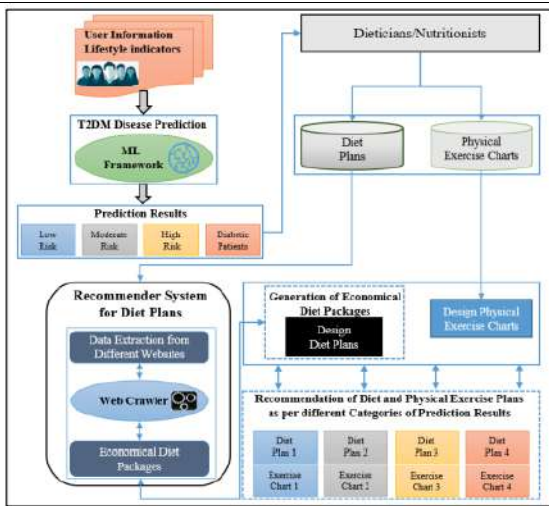 User Information
Lifestyle indicators
Dieticians/Nutritionists
T2DM Disease Prediction
ML
Framework
Diet
Plans
Physical
Exercise Charts
Prediction Results
Low
Risk
Moderate
Risk
High
Risk
Diabetic
Patients
Recommender System
for Diet Plans
Data Extraction from
Different Websites
Web Crawler
Economical Diet
Packages
Generation of Economical
Diet Packages
Design
Diet Plans
Design Physical
Exercise Charts
Recommendation of Diet and Physical Exercise Plans
as per different Categories of Prediction Results
Diet
Plan 1
Diet
Plan 2
Diet
Plan 3
Diet
Plan 4
Exercise
Chart 1
Exercise
Chart 2
Exercise
Chart 3
Exercise
Chart 4